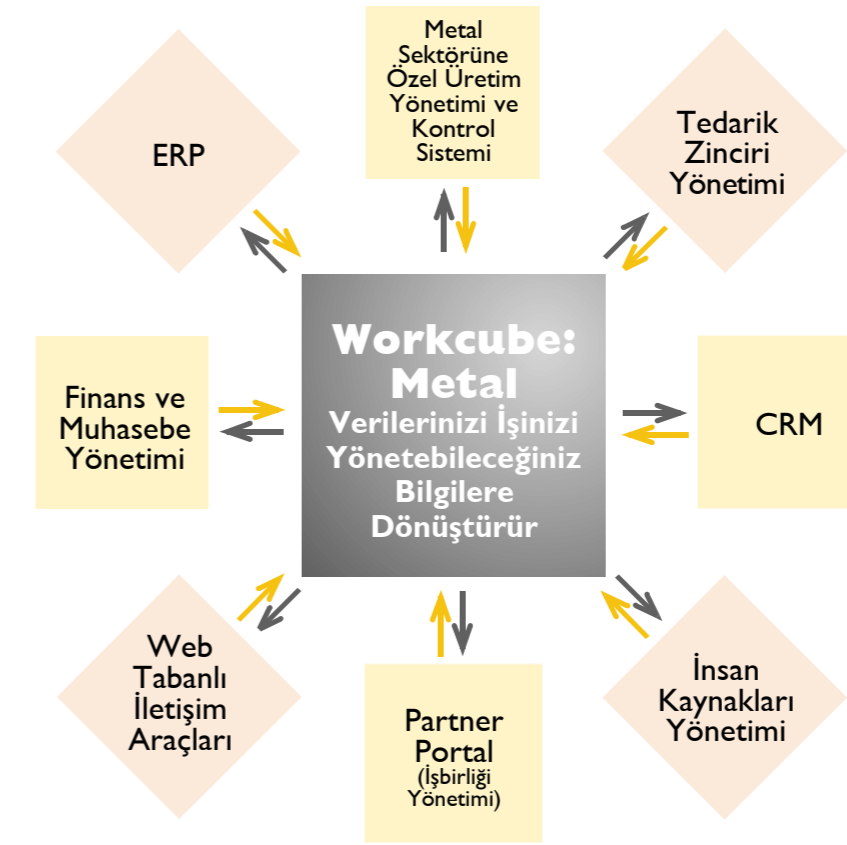 Metal
Sektörüne
Özel Üretim
Yönetimi ve
Kontrol
Sistemi
ERP
Tedarik
Zinciri
Yönetimi
Workcube:
Metal
Verilerinizi İşinizi
Yönetebileceğiniz
Bilgilere
Dönüştürür
Finans ve
Muhasebe
Yönetimi
CRM
Web
Tabanlı
İletişim
Araçları
Partner
Portal
(İşbirliği
Yönetimi)
İnsan
Kaynakları
Yönetimi